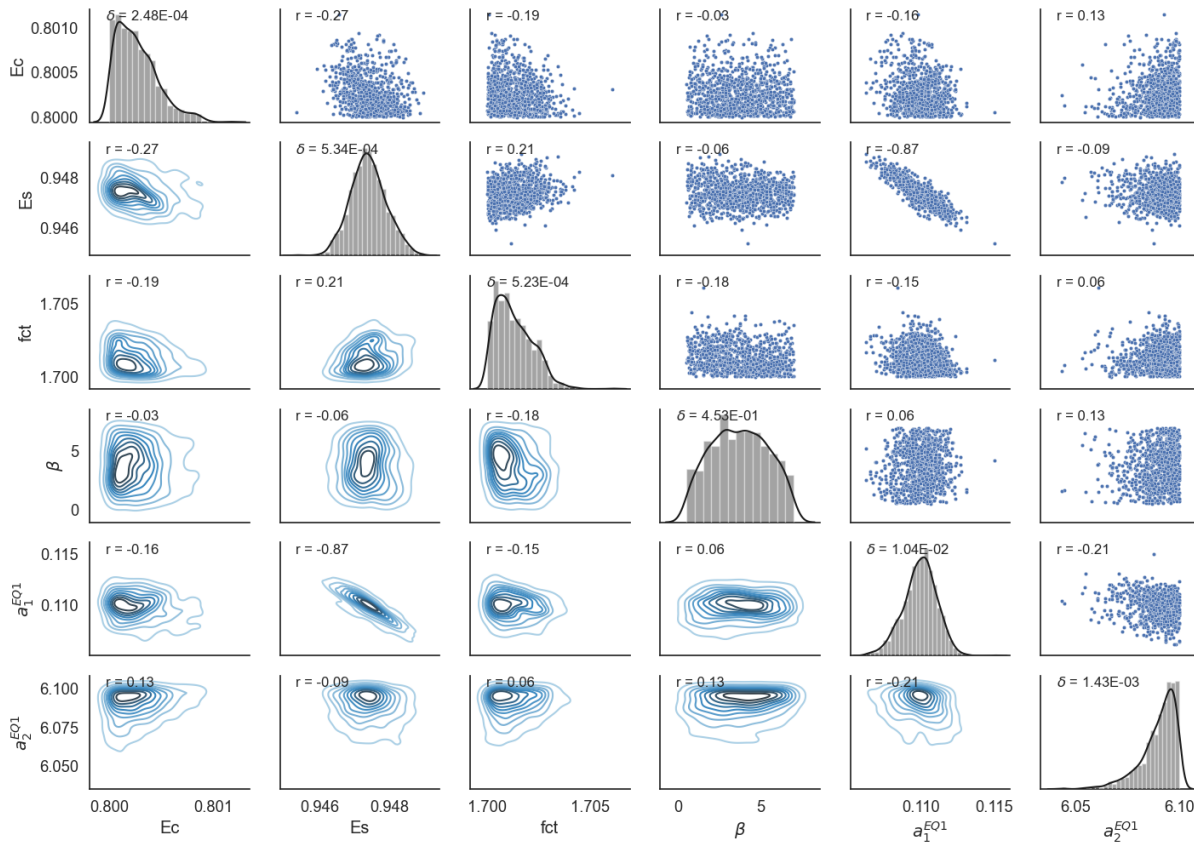 δ = 2.48E-04 r = -0.27 r = -0.19 r = -0.03 r = -0.16 r = 0.13
0.8010
0.8005
0.8000
Ec
r = -0.27 δ = 5.34E-04 r = 0.21 r = -0.06 r = -0.87 r = -0.09
0.948
0.946
Es
r = -0.19 r = 0.21 δ = 5.23E-04 r = -0.18 r = -0.15 r = 0.06
1.705
1.700
fct
r = -0.03 r = -0.06 r = -0.18 δ = 4.53E-01 r = 0.06 r = 0.13
5
0
β
r = -0.16 r = -0.87 r = -0.15 r = 0.06 δ = 1.04E-02 r = -0.21
0.115
0.110
a₁^EQ1
r = 0.13 r = -0.09 r = 0.06 r = 0.13 r = -0.21 δ = 1.43E-03
6.100
6.075
6.050
a₂^EQ1
0.800 0.801 0.946 0.948 1.700 1.705 0 5 0.110 0.115 6.05 6.10
Ec Es fct β a₁^EQ1 a₂^EQ1